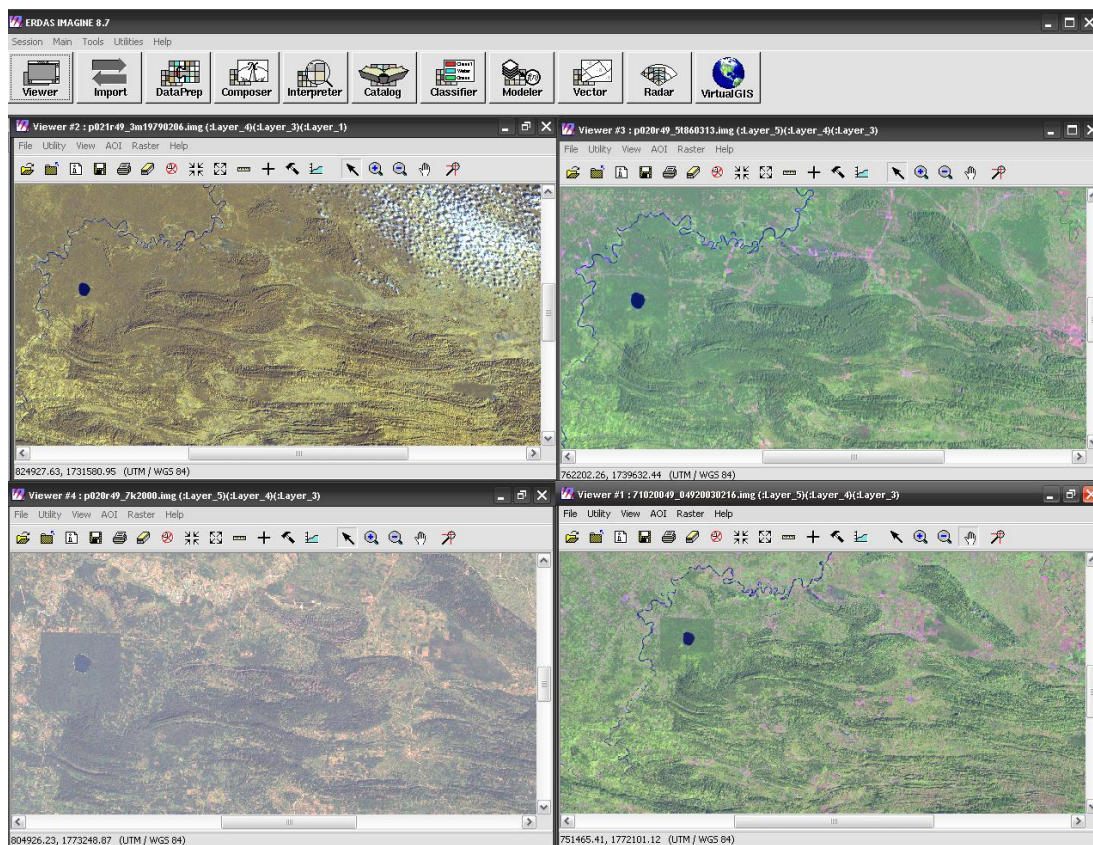 ERDAS IMAGINE 8.7
Session Main Tools Utilities Help
Viewer Import DataPrep Composer Interpreter Catalog Classifier Modeler Vector Radar VirtualGIS
Viewer #2 : p021r49_3m19790206.img (:Layer_4)(:Layer_3)(:Layer_1)
File Utility View AOI Raster Help
824927.63, 1731580.95 (UTM / WGS 84)
Viewer #3 : p020r49_5t860313.img (:Layer_5)(:Layer_4)(:Layer_3)
File Utility View AOI Raster Help
762202.26, 1739632.44 (UTM / WGS 84)
Viewer #4 : p020r49_7k2000.img (:Layer_5)(:Layer_4)(:Layer_3)
File Utility View AOI Raster Help
804926.23, 1773248.87 (UTM / WGS 84)
Viewer #1 : 71020049_04920030216.img (:Layer_5)(:Layer_4)(:Layer_3)
File Utility View AOI Raster Help
751465.41, 1772101.12 (UTM / WGS 84)